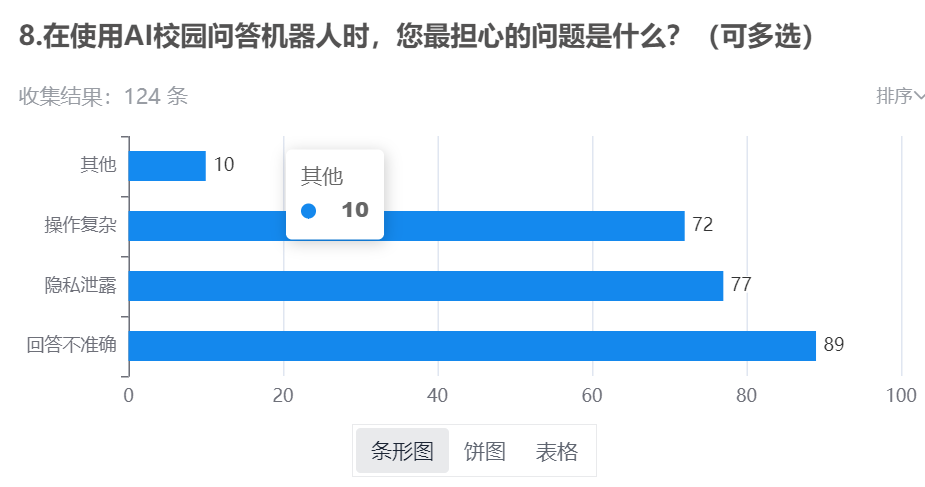 8.在使用AI校园问答机器人时，您最担心的问题是什么？（可多选）
收集结果：124 条
排序
其他
10
其他
10
操作复杂
72
隐私泄露
77
回答不准确
89
0 20 40 60 80 100
条形图 饼图 表格